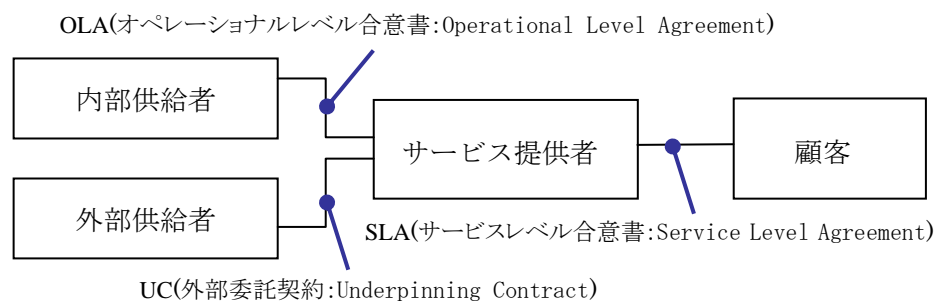 OLA(オペレーショナルレベル合意書:Operational Level Agreement)
内部供給者
サービス提供者
顧客
外部供給者
SLA(サービスレベル合意書:Service Level Agreement)
UC(外部委託契約:Underpinning Contract)